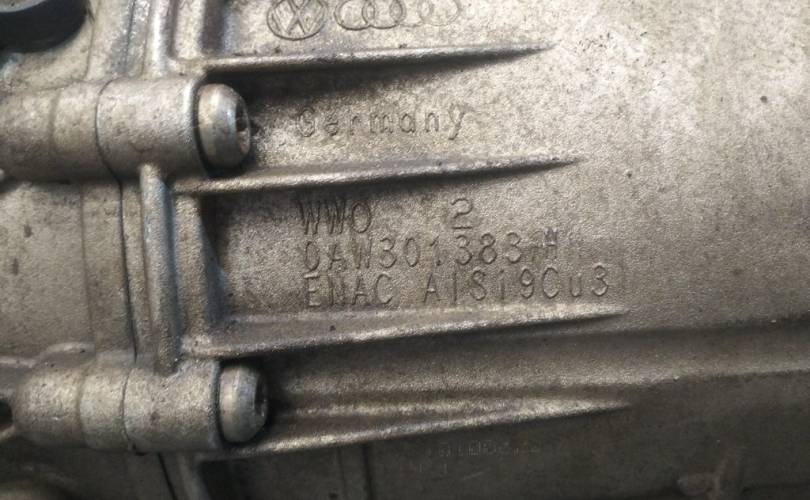 Germany
WWO 2
0AW301383H
ENAC AlSi9Cu3